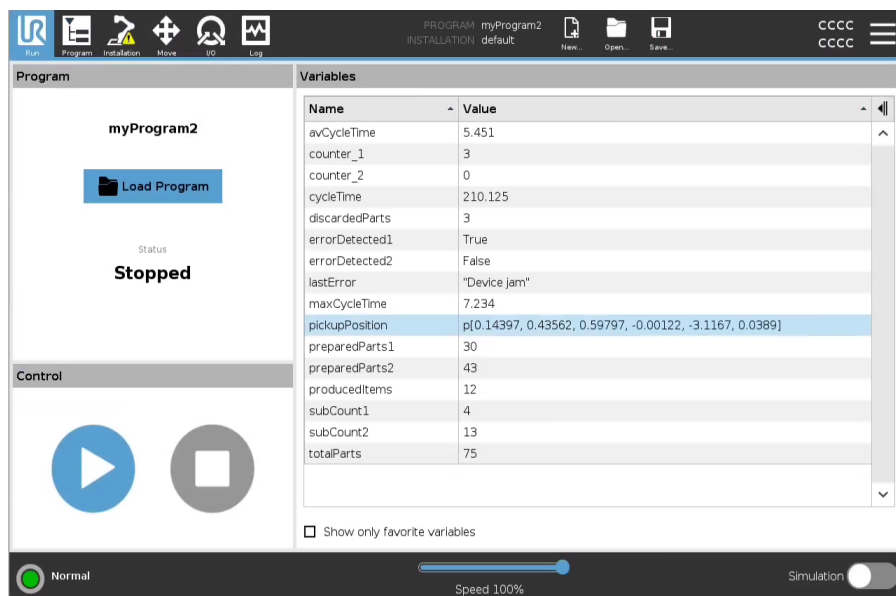 UR
Run
Program
Installation
Move
I/O
Log
PROGRAM myProgram2
INSTALLATION default
New...
Open...
Save...
CCCC
CCCC
Program
myProgram2
Load Program
Status
Stopped
Control
Variables
Name Value
avCycleTime 5.451
counter_1 3
counter_2 0
cycleTime 210.125
discardedParts 3
errorDetected1 True
errorDetected2 False
lastError "Device jam"
maxCycleTime 7.234
pickupPosition p[0.14397, 0.43562, 0.59797, -0.00122, -3.1167, 0.0389]
preparedParts1 30
preparedParts2 43
producedItems 12
subCount1 4
subCount2 13
totalParts 75
Show only favorite variables
Normal
Speed 100%
Simulation